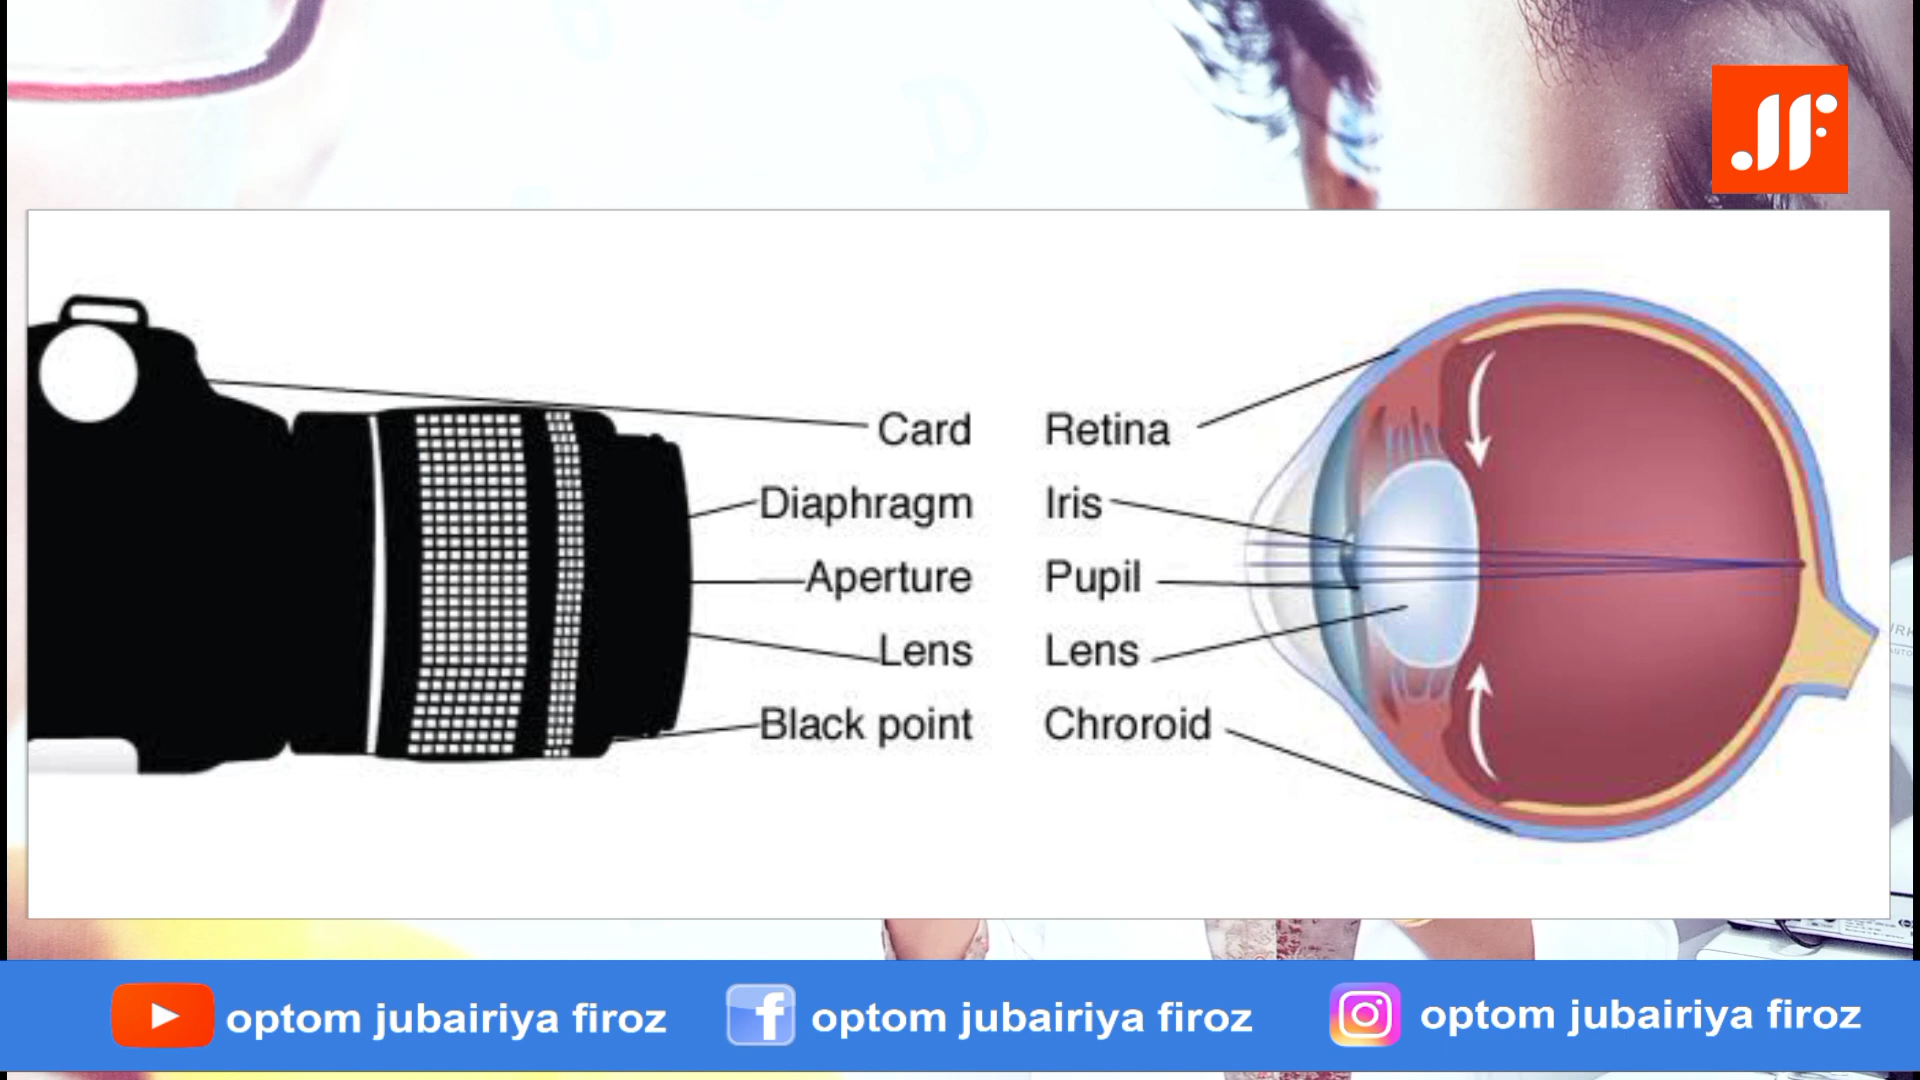 JF
Card Retina
Diaphragm Iris
Aperture Pupil
Lens Lens
Black point Chroroid
optom jubairiya firoz optom jubairiya firoz optom jubairiya firoz